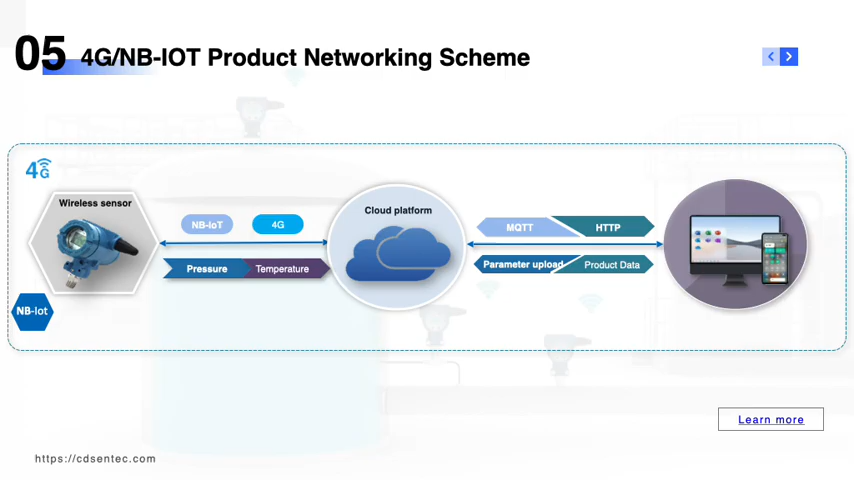 05 4G/NB-IOT Product Networking Scheme
4G
Wireless sensor
NB-IoT
4G
Pressure
Temperature
NB-Iot
Cloud platform
MQTT
HTTP
Parameter upload
Product Data
Learn more
https://cdsentec.com